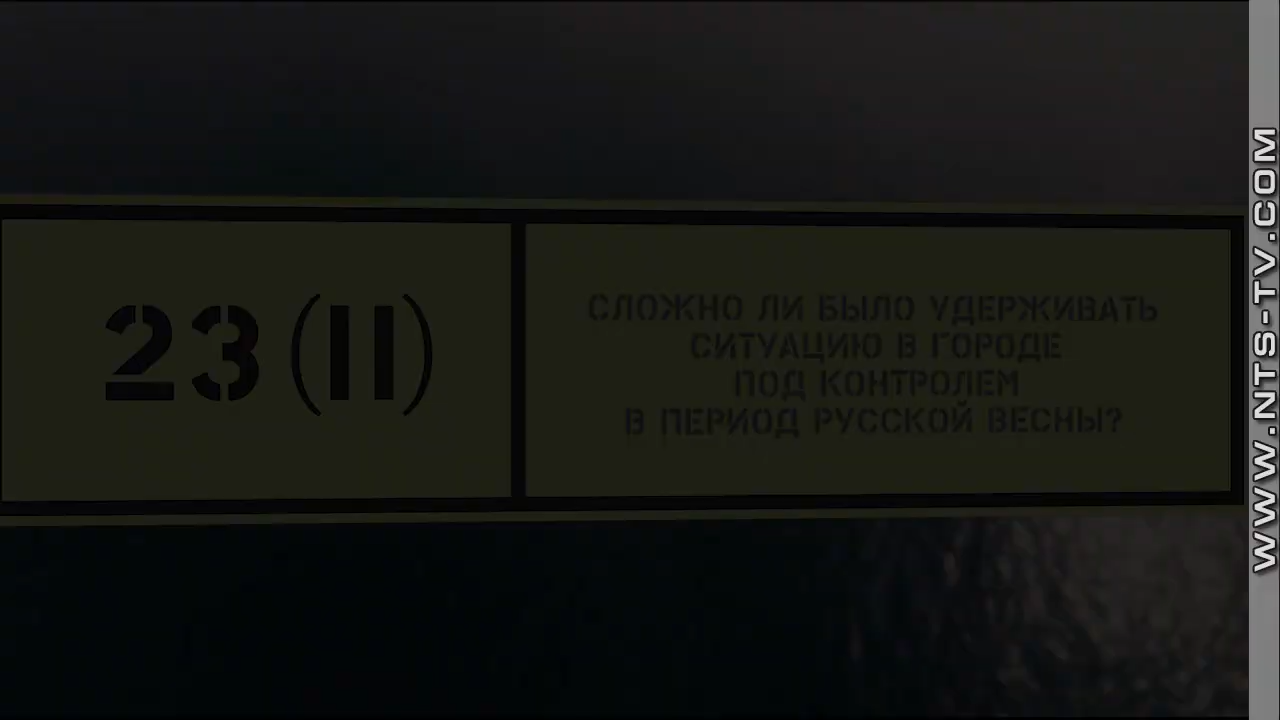 23(II)
СЛОЖНО ЛИ БЫЛО УДЕРЖИВАТЬ
СИТУАЦИЮ В ГОРОДЕ
ПОД КОНТРОЛЕМ
В ПЕРИОД РУССКОЙ ВЕСНЫ?
WWW.NTS-TV.COM